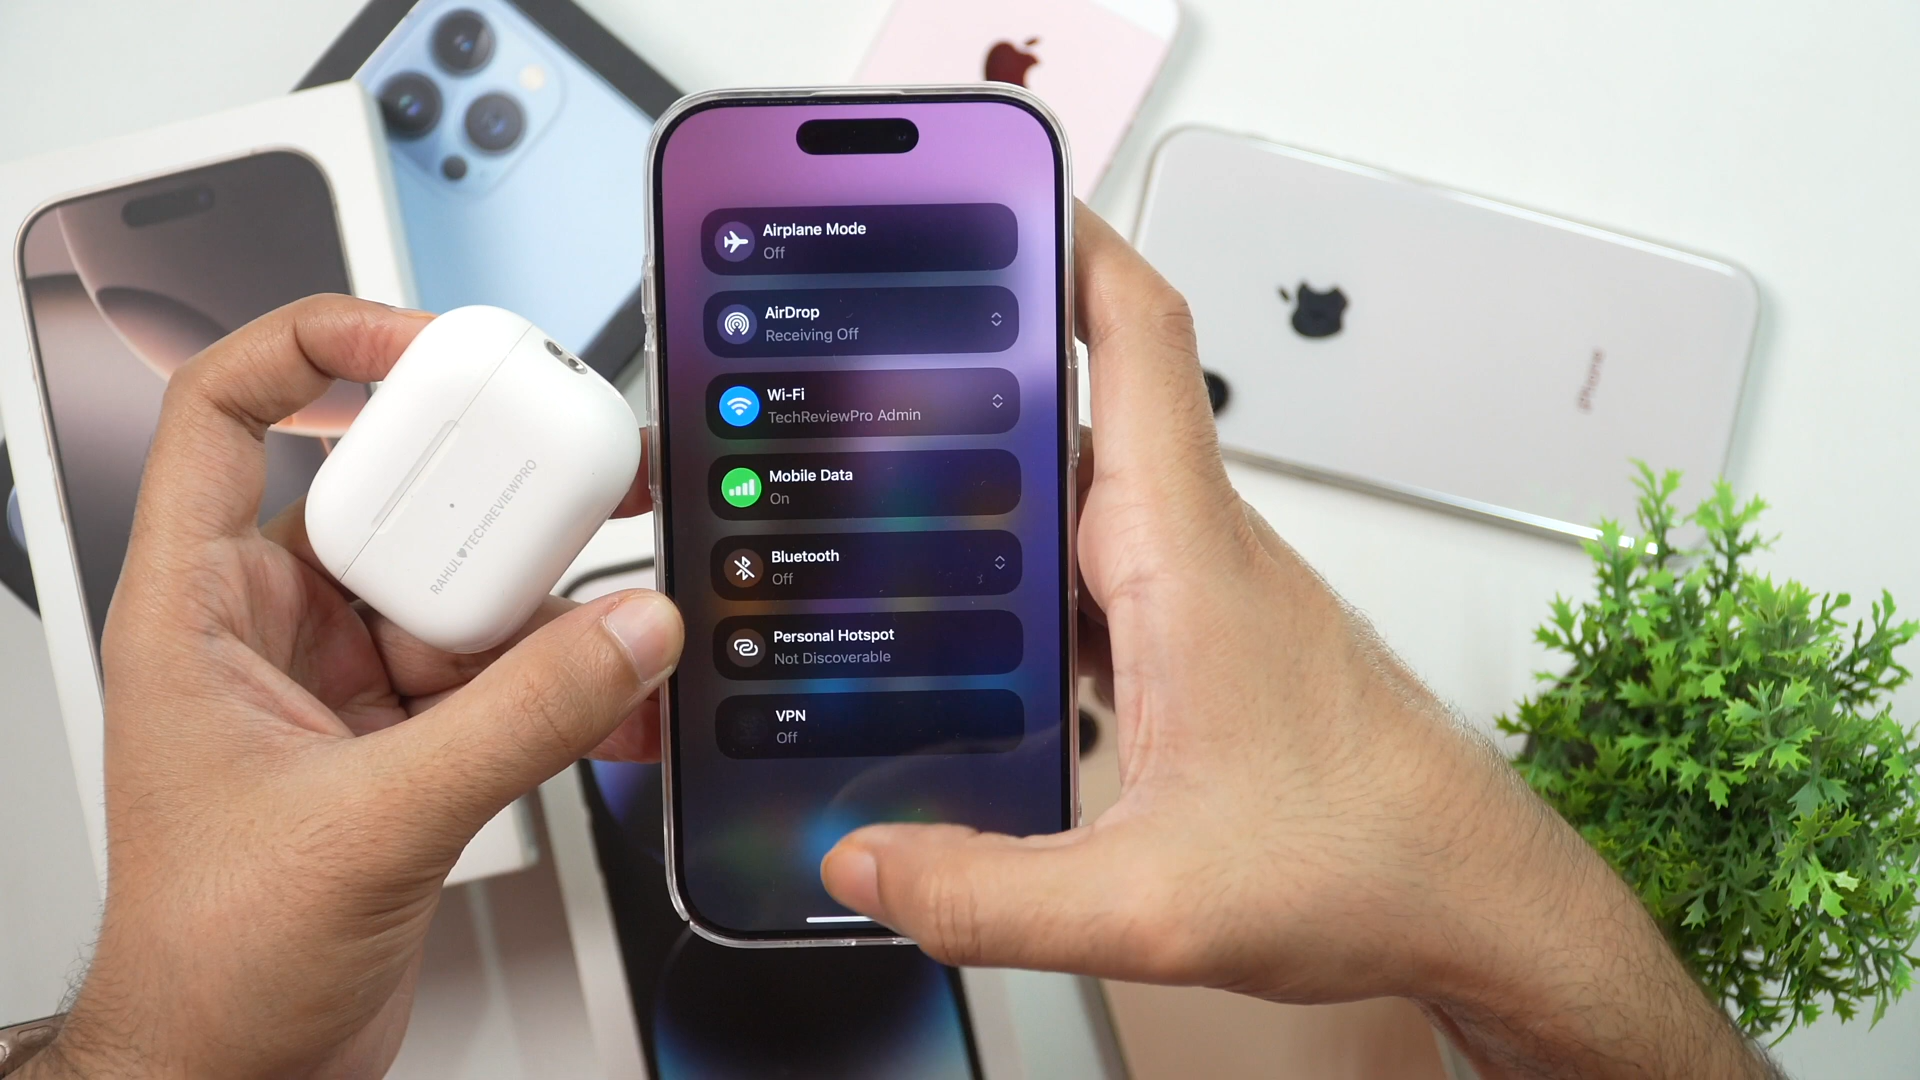 Airplane Mode
Off
AirDrop
Receiving Off
Wi-Fi
TechReviewPro Admin
Mobile Data
On
Bluetooth
Off
Personal Hotspot
Not Discoverable
VPN
Off
RAHUL♥TECHREVIEWPRO
iPhone